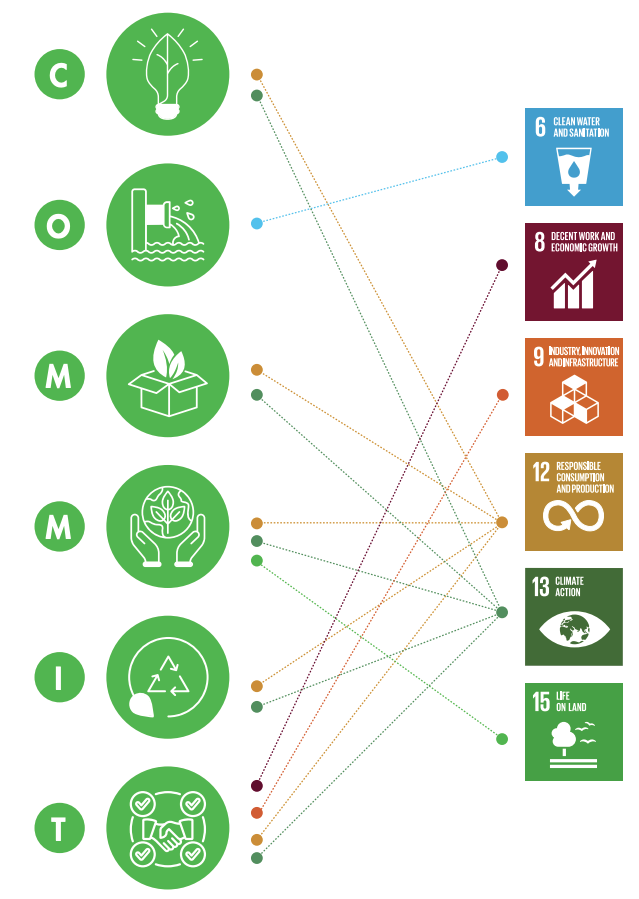 C
O
M
M
I
T
6 CLEAN WATER
AND SANITATION
8 DECENT WORK AND
ECONOMIC GROWTH
9 INDUSTRY, INNOVATION
AND INFRASTRUCTURE
12 RESPONSIBLE
CONSUMPTION
AND PRODUCTION
13 CLIMATE
ACTION
15 LIFE
ON LAND